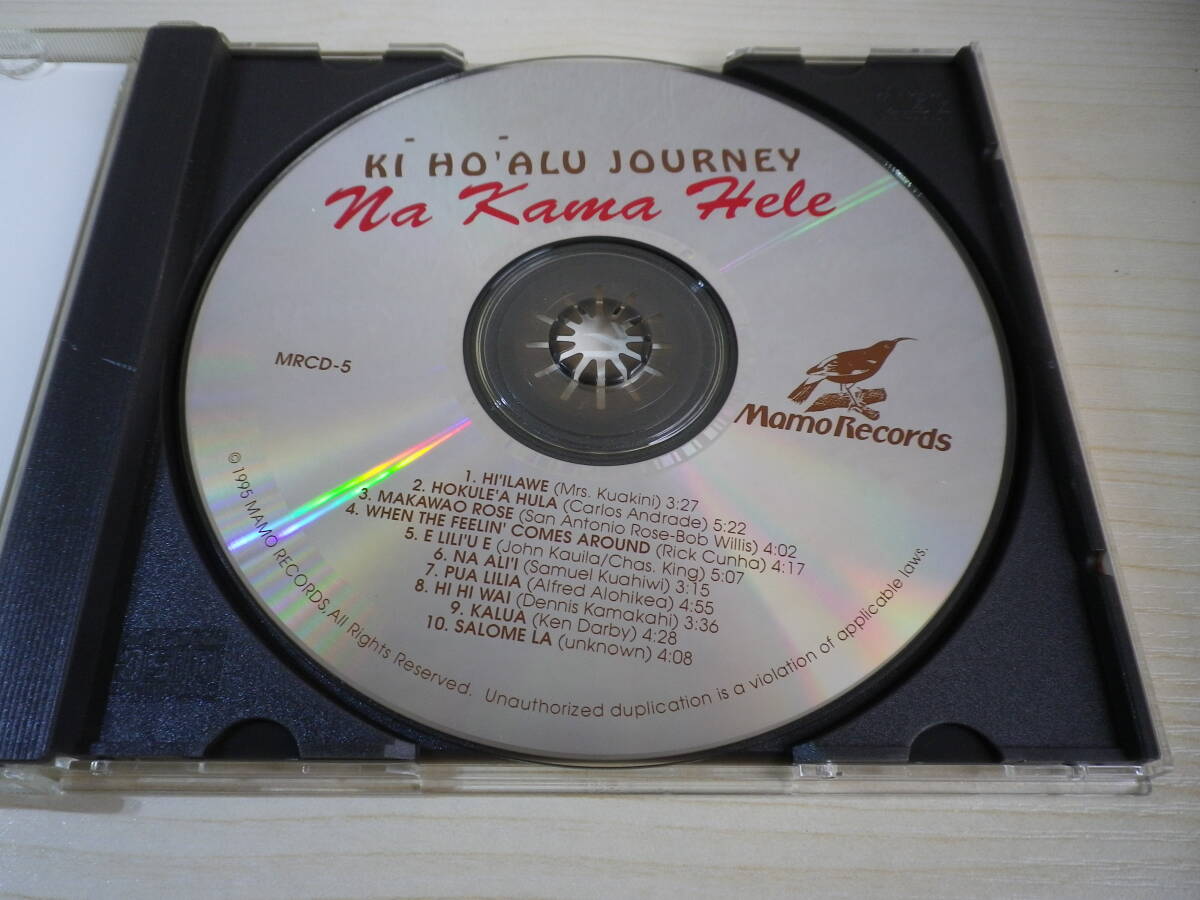 KĪ HŌ'ALU JOURNEY
Na Kama Hele
MRCD-5
Mamo Records
1. HI'ILAWE (Mrs. Kuakini) 3:27
2. HOKULE'A HULA (Carlos Andrade) 5:22
3. MAKAWAO ROSE (San Antonio Rose-Bob Willis) 4:02
4. WHEN THE FEELIN' COMES AROUND (Rick Cunha) 4:17
5. E LILI'U E (John Kauila/Chas. King) 5:07
6. NA ALI'I (Samuel Kuahiwi) 3:15
7. PUA LILIA (Alfred Alohikea) 4:55
8. HI HI WAI (Dennis Kamakahi) 3:36
9. KALUA (Ken Darby) 4:28
10. SALOME LA (unknown) 4:08
© 1995 MAMO RECORDS. All Rights Reserved. Unauthorized duplication is a violation of applicable laws.